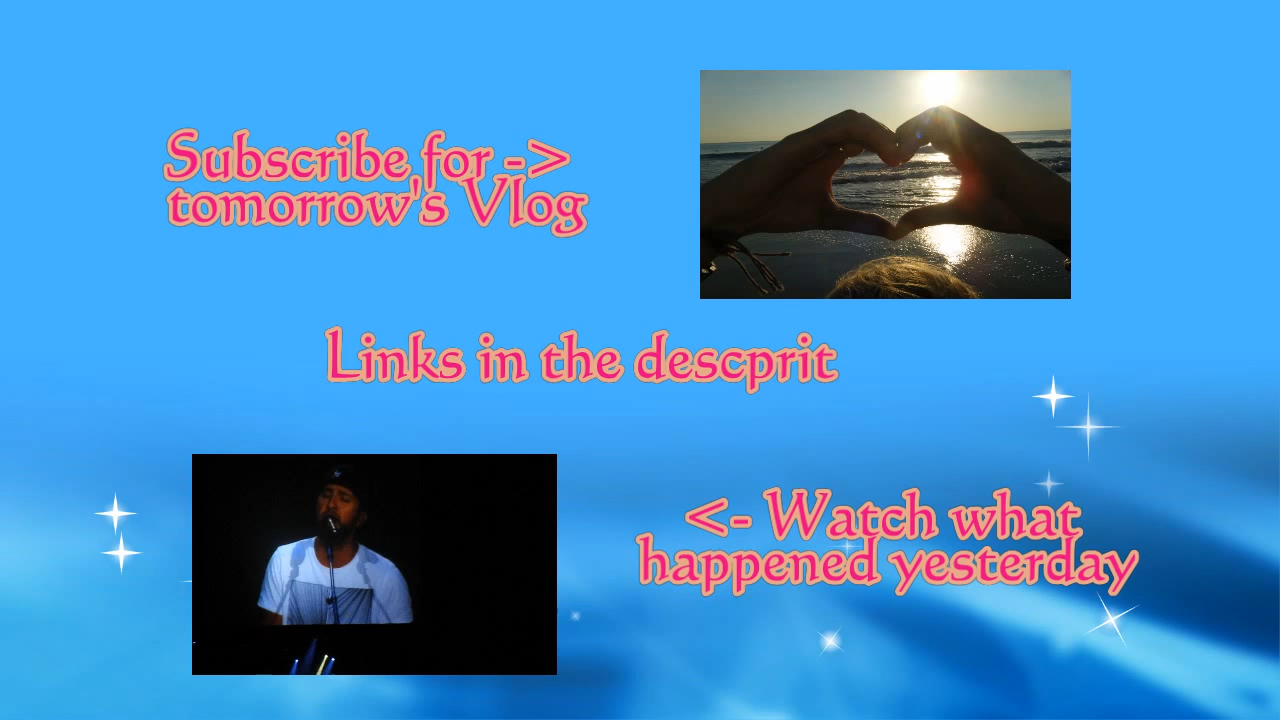 Subscribe for ->
tomorrow's Vlog
Links in the descprit
<- Watch what
happened yesterday